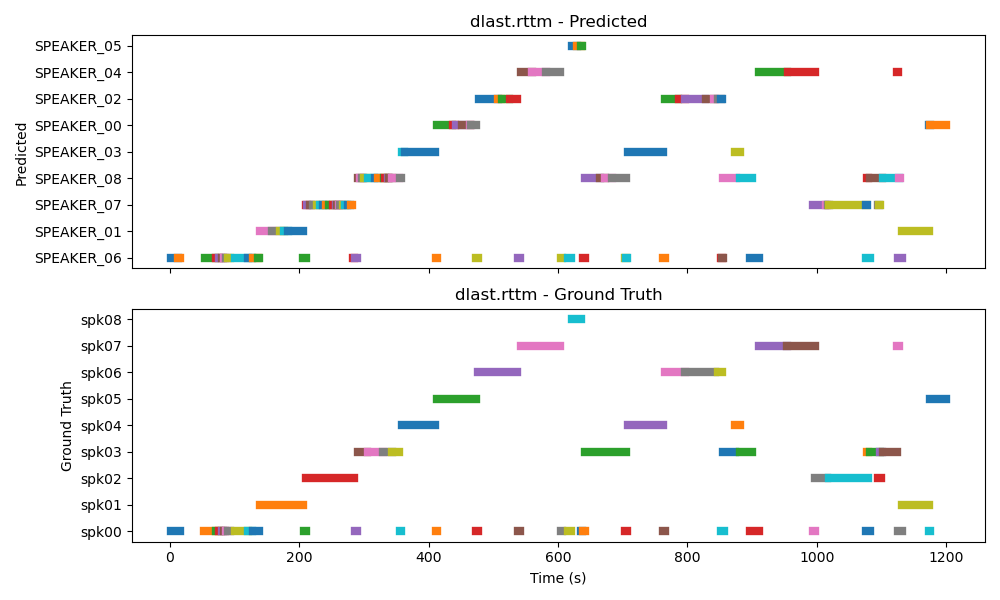 dlast.rttm - Predicted
SPEAKER_05
SPEAKER_04
SPEAKER_02
SPEAKER_00
SPEAKER_03
SPEAKER_08
SPEAKER_07
SPEAKER_01
SPEAKER_06
Predicted
dlast.rttm - Ground Truth
spk08
spk07
spk06
spk05
spk04
spk03
spk02
spk01
spk00
Ground Truth
0 200 400 600 800 1000 1200
Time (s)